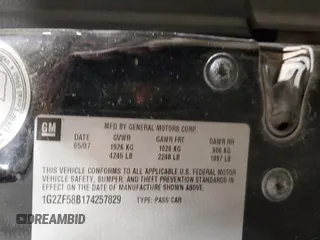 GM
MFD BY GENERAL MOTORS CORP
DATE GVWR GAWR FRT GAWR RR
05/07 1926 KG 1020 KG 906 KG
4246 LB 2248 LB 1997 LB
THIS VEHICLE CONFORMS TO ALL APPLICABLE U.S. FEDERAL MOTOR
VEHICLE SAFETY, BUMPER, AND THEFT PREVENTION STANDARDS
IN EFFECT ON THE DATE OF MANUFACTURE SHOWN ABOVE.
1G2ZF58B174257829 TYPE: PASS CAR